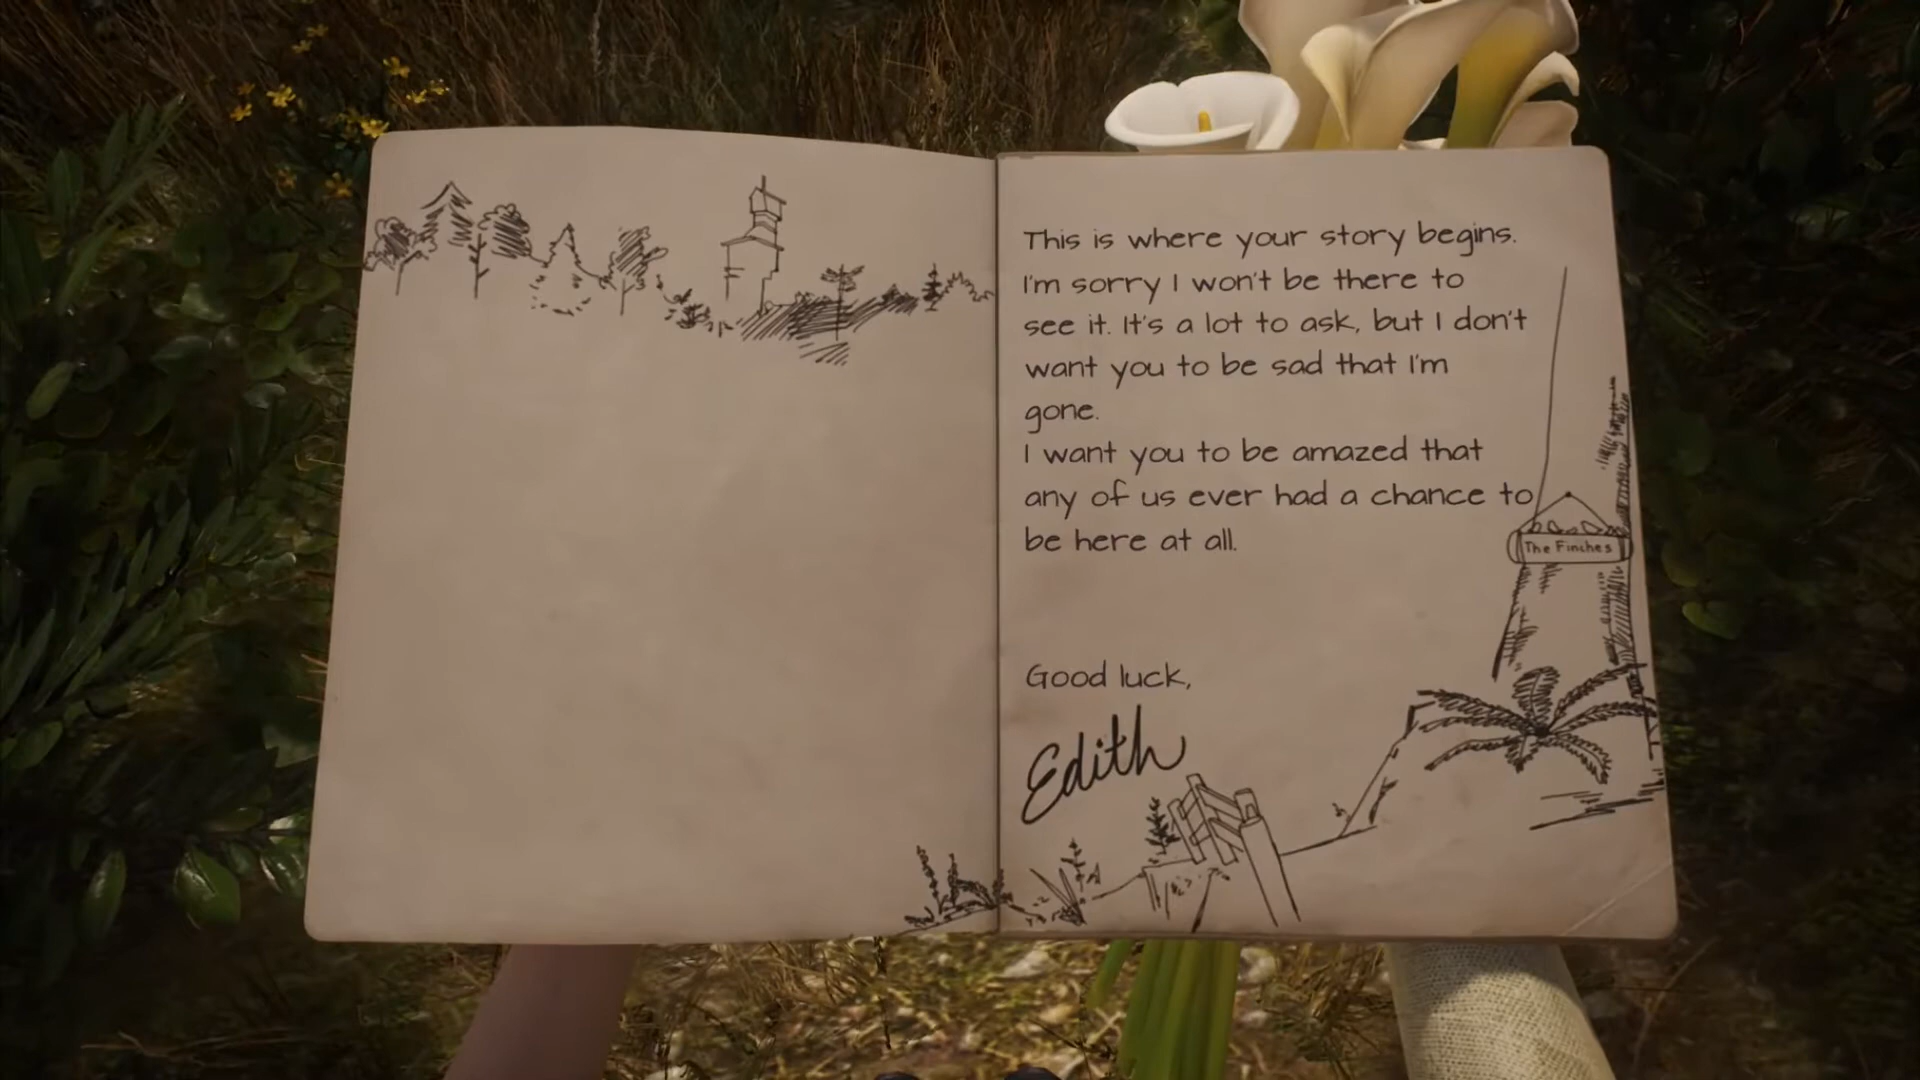 This is where your story begins.
I'm sorry I won't be there to
see it. It's a lot to ask, but I don't
want you to be sad that I'm
gone.
I want you to be amazed that
any of us ever had a chance to
be here at all.
The Finches
Good luck,
Edith